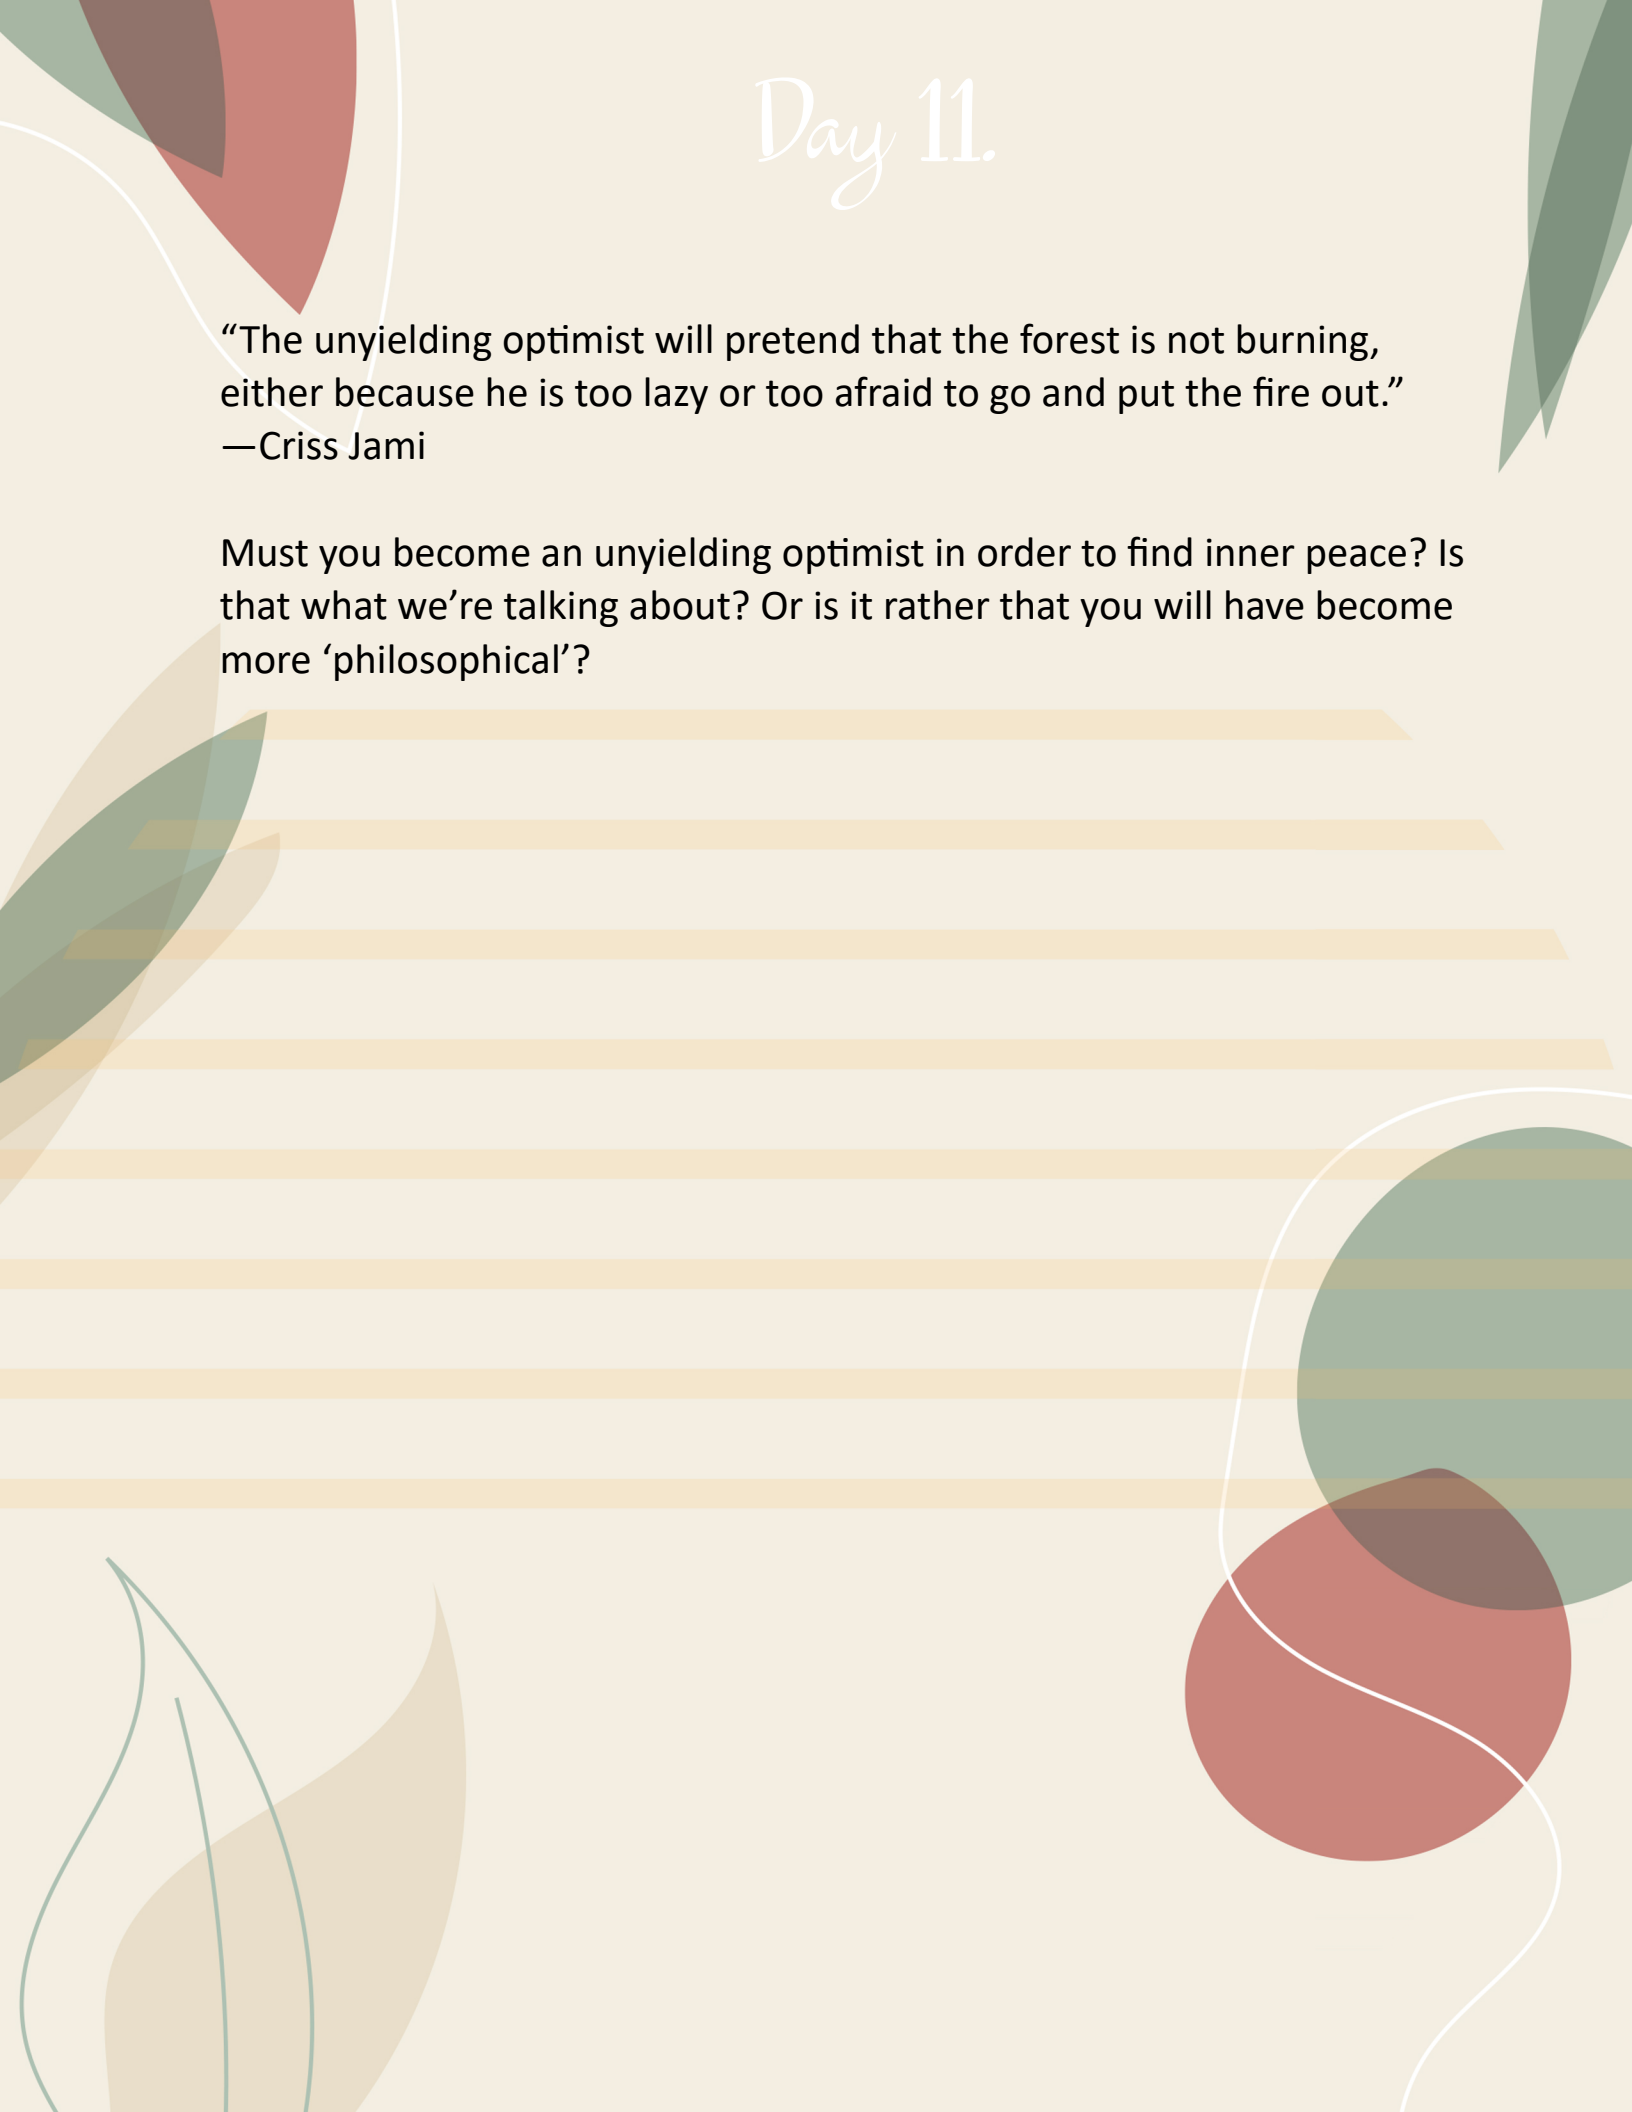 Day 11.
“The unyielding optimist will pretend that the forest is not burning,
either because he is too lazy or too afraid to go and put the fire out.”
—Criss Jami
Must you become an unyielding optimist in order to find inner peace? Is
that what we’re talking about? Or is it rather that you will have become
more ‘philosophical’?